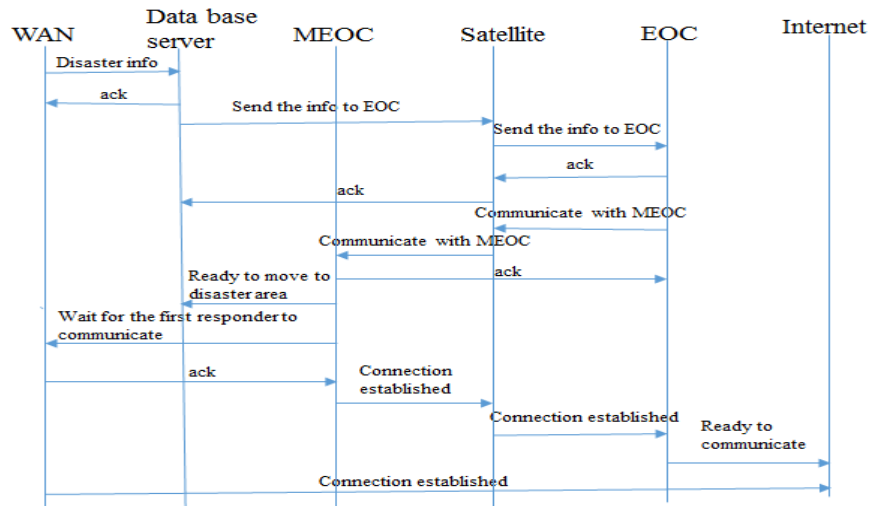 WAN
Data base
server
MEOC
Satellite
EOC
Internet
Disaster info
ack
Send the info to EOC
Send the info to EOC
ack
ack
Communicate with MEOC
Communicate with MEOC
ack
Ready to move to
disaster area
Wait for the first responder to
communicate
ack
Connection
established
Connection established
Ready to
communicate
Connection established